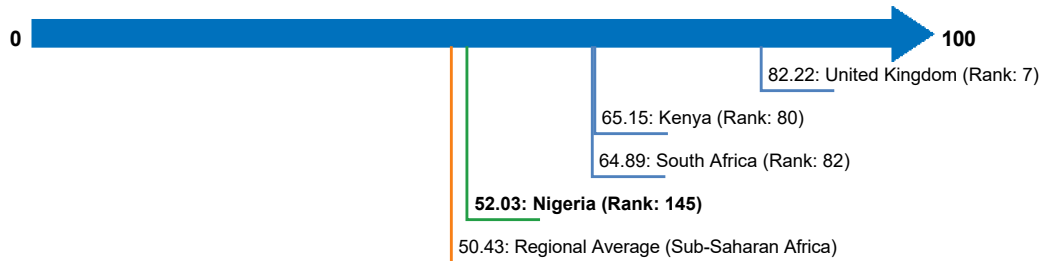 0
100
82.22: United Kingdom (Rank: 7)
65.15: Kenya (Rank: 80)
64.89: South Africa (Rank: 82)
52.03: Nigeria (Rank: 145)
50.43: Regional Average (Sub-Saharan Africa)